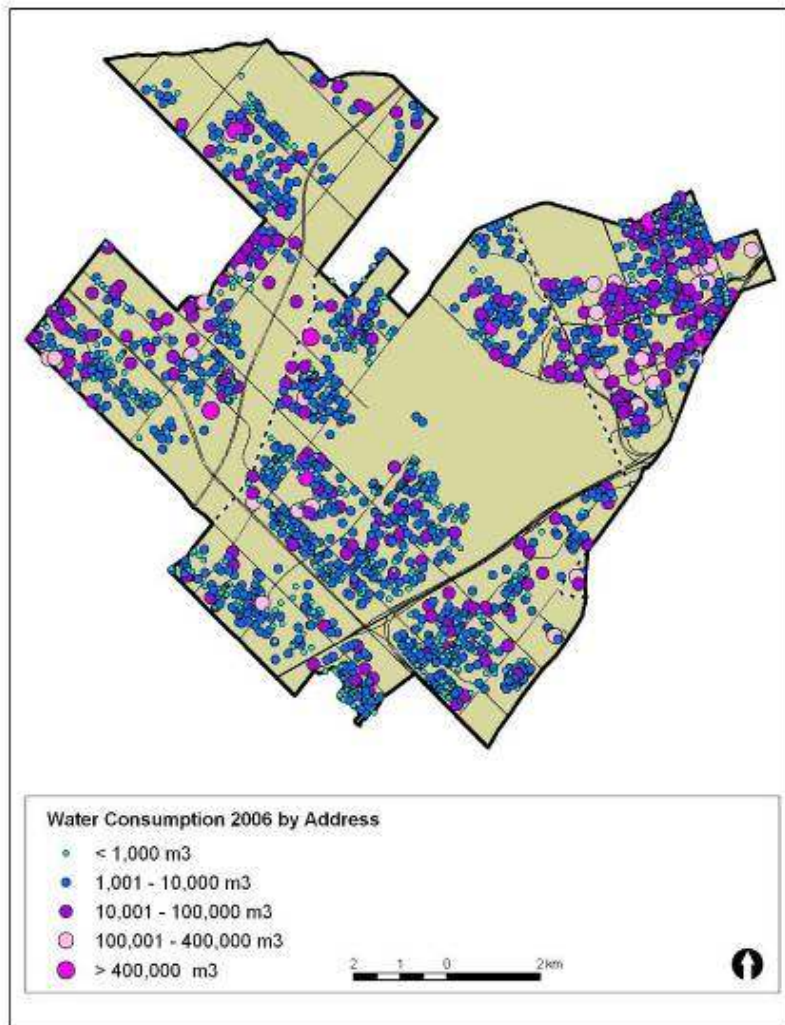 Water Consumption 2006 by Address
< 1,000 m3
1,001 - 10,000 m3
10,001 - 100,000 m3
100,001 - 400,000 m3
> 400,000 m3
2 1 0 2 km